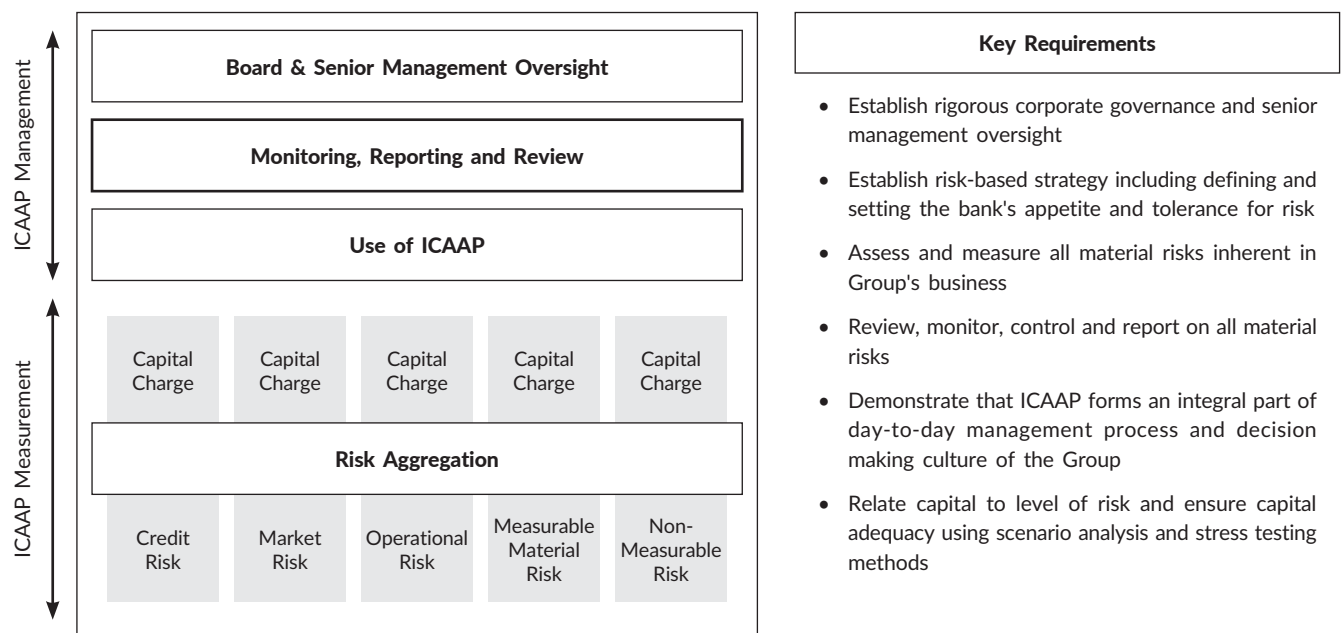 ICAAP Management
Board & Senior Management Oversight
Monitoring, Reporting and Review
Use of ICAAP
ICAAP Measurement
Capital
Charge
Capital
Charge
Capital
Charge
Capital
Charge
Capital
Charge
Risk Aggregation
Credit
Risk
Market
Risk
Operational
Risk
Measurable
Material
Risk
Non-
Measurable
Risk
Key Requirements
• Establish rigorous corporate governance and senior
management oversight
• Establish risk-based strategy including defining and
setting the bank's appetite and tolerance for risk
• Assess and measure all material risks inherent in
Group's business
• Review, monitor, control and report on all material
risks
• Demonstrate that ICAAP forms an integral part of
day-to-day management process and decision
making culture of the Group
• Relate capital to level of risk and ensure capital
adequacy using scenario analysis and stress testing
methods